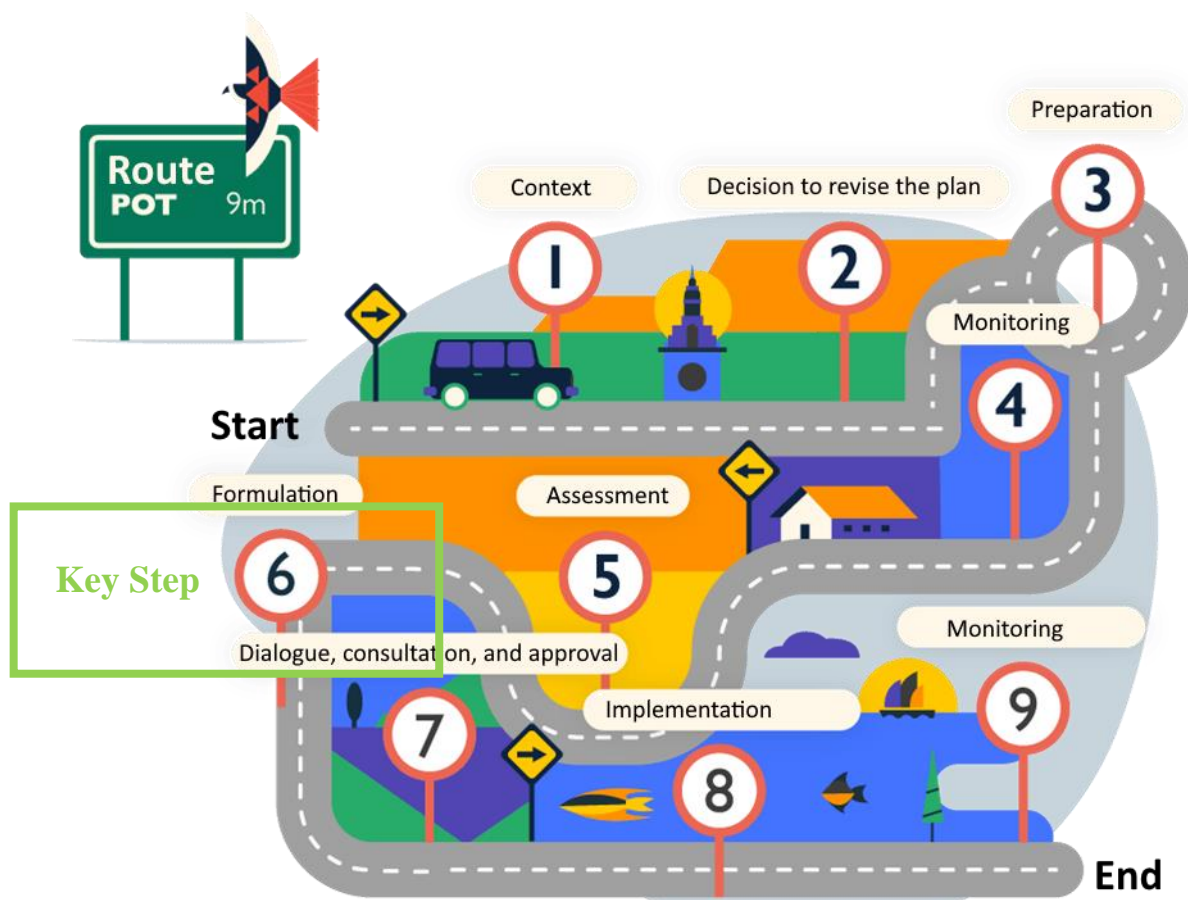 Route
POT 9m
Preparation
3
Context
Decision to revise the plan
1
2
Monitoring
4
Start
Formulation
Assessment
Key Step
6
5
Dialogue, consultation, and approval
Monitoring
Implementation
7
9
8
End